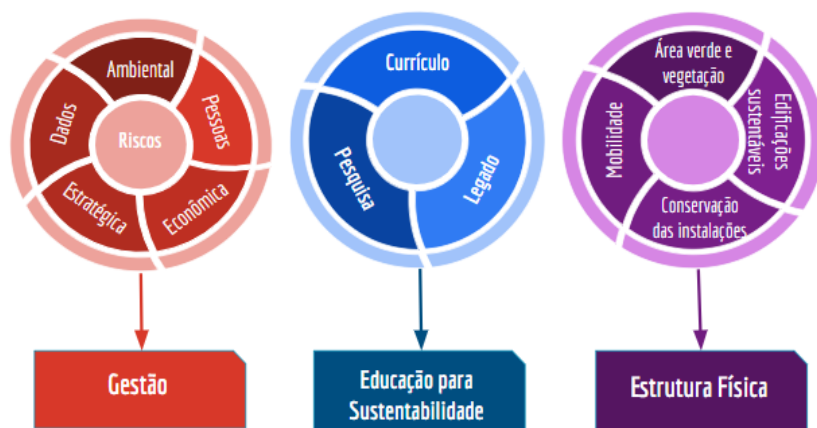 Ambiental
Pessoas
Econômica
Estratégica
Dados
Riscos
Currículo
Legado
Pesquisa
Área verde e
vegetação
Edificações
sustentáveis
Conservação
das instalações
Mobilidade
Gestão
Educação para
Sustentabilidade
Estrutura Física